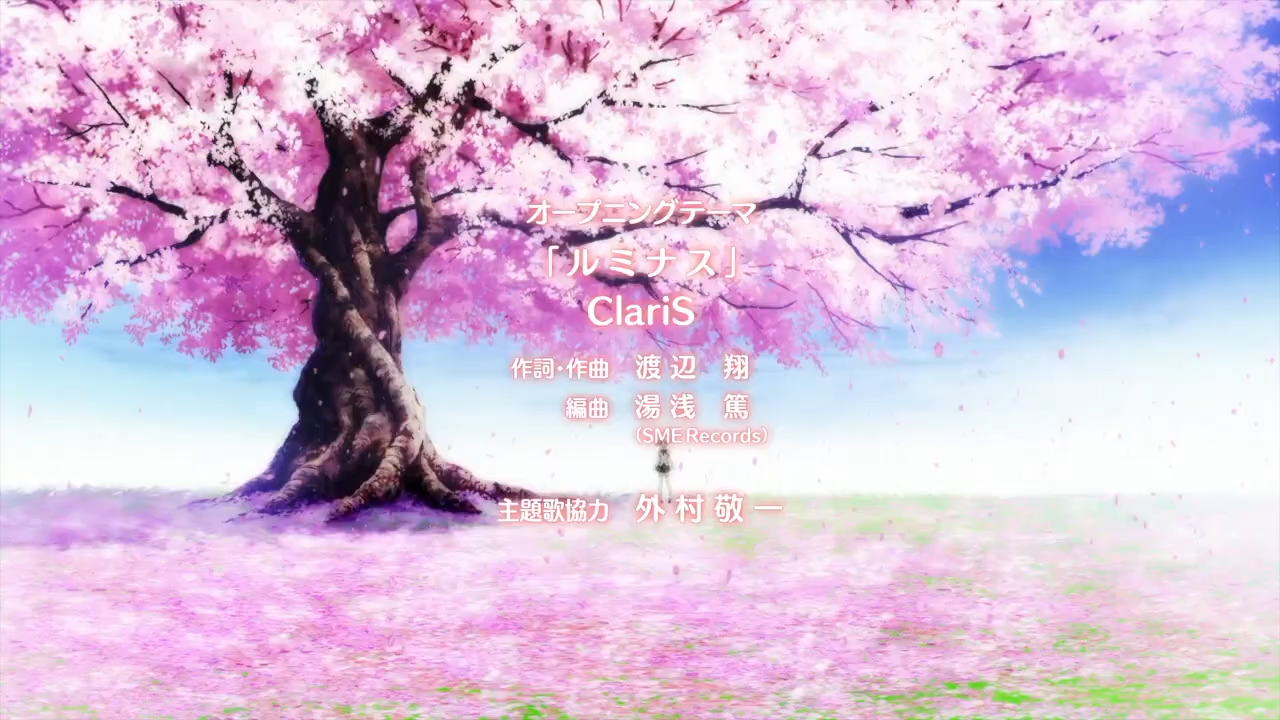 オープニングテーマ
「ルミナス」
ClariS
作詞・作曲 渡辺 翔
編曲 湯浅 篤
(SME Records)
主題歌協力 外村敬一